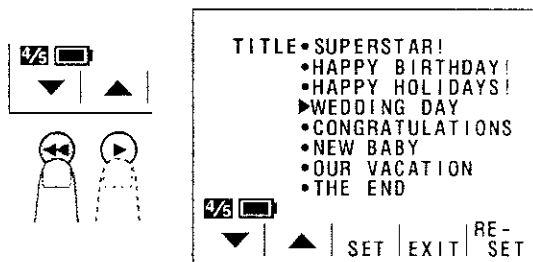 4/5
TITLE•SUPERSTAR!
•HAPPY BIRTHDAY!
•HAPPY HOLIDAYS!
▶WEDDING DAY
•CONGRATULATIONS
•NEW BABY
•OUR VACATION
•THE END
4/5
SET EXIT RE-SET